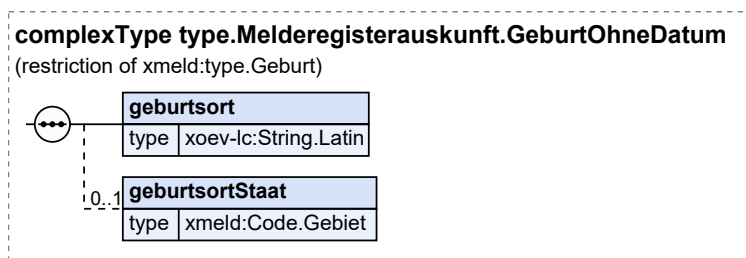 complexType type.Melderegisterauskunft.GeburtOhneDatum
(restriction of xmeld:type.Geburt)
geburtsort
type xoev-lc:String.Latin
0..1 geburtsortStaat
type xmeld:Code.Gebiet